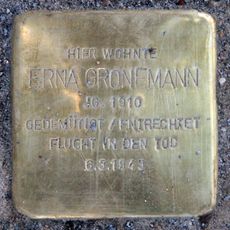 HIER WOHNTE
ERNA GRONEMANN
JG. 1910
GEDEMÜTIGT / ENTRECHTET
FLUCHT IN DEN TOD
6.3.1943